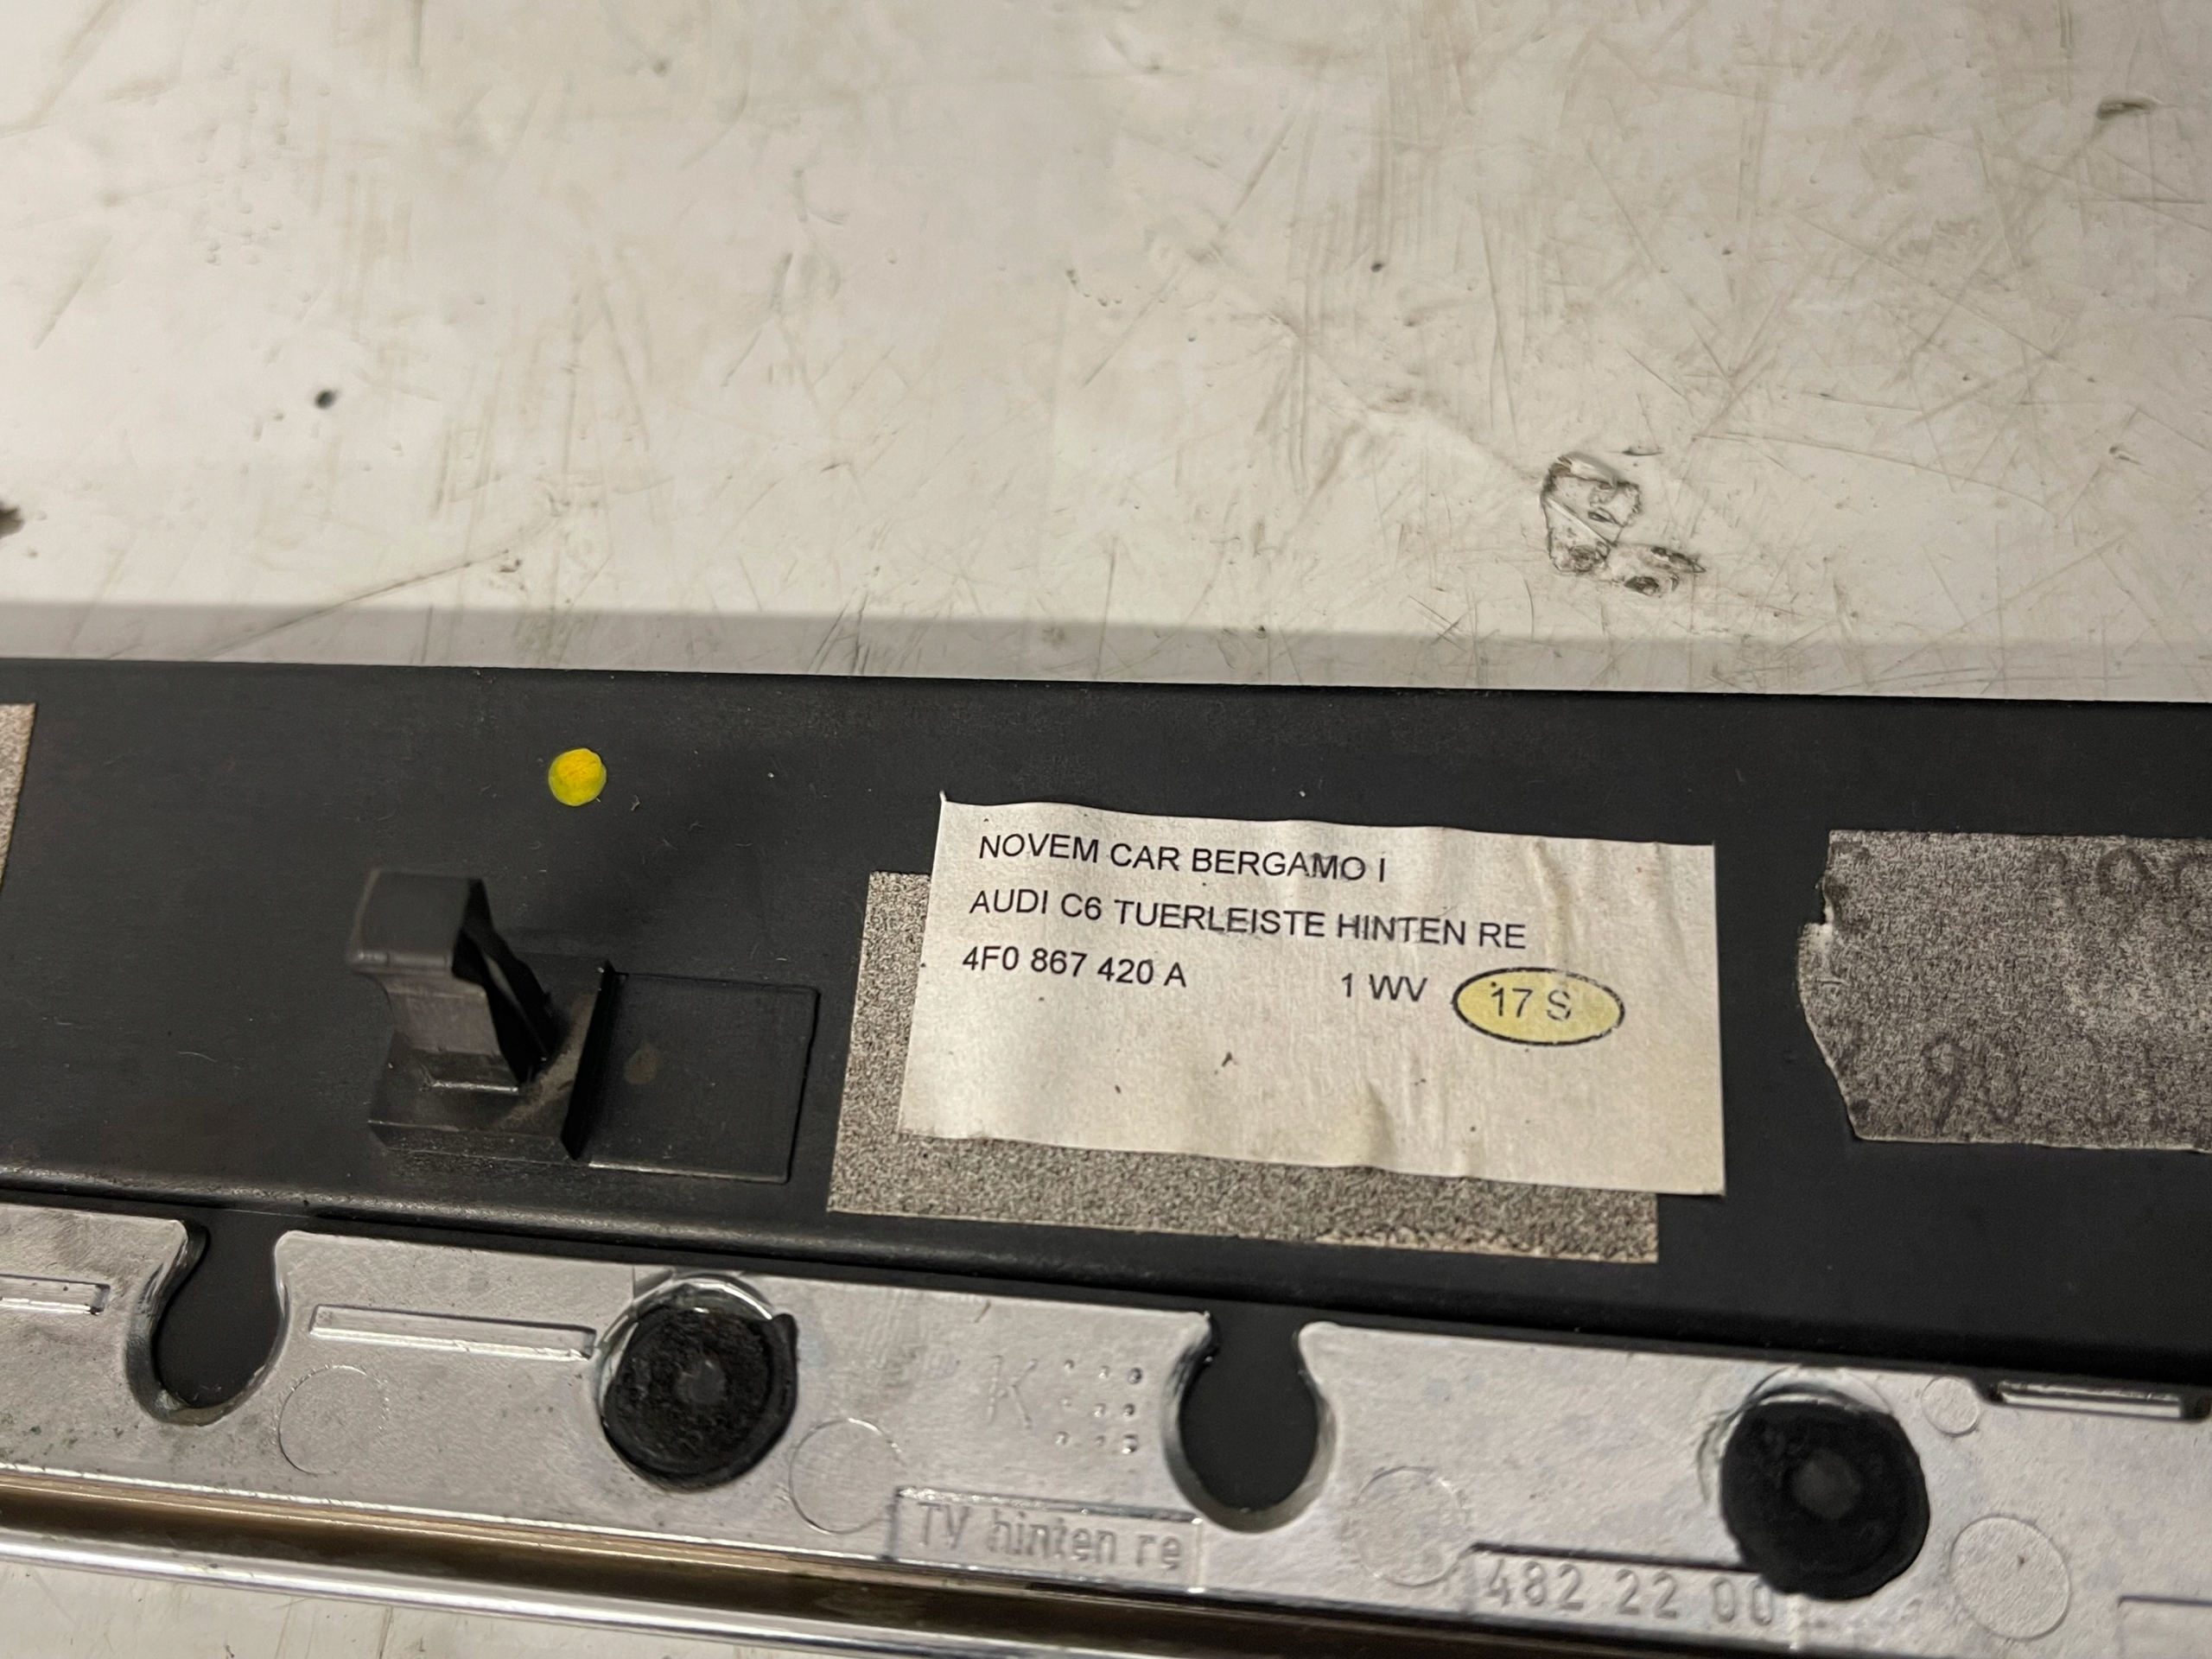 NOVEM CAR BERGAMO I
AUDI C6 TUERLEISTE HINTEN RE
4F0 867 420 A 1 WV 17 S
K
TV hinten re
482 22 00